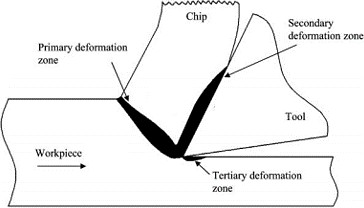 Chip
Secondary
deformation zone
Primary deformation
zone
Tool
Workpiece
Tertiary deformation
zone